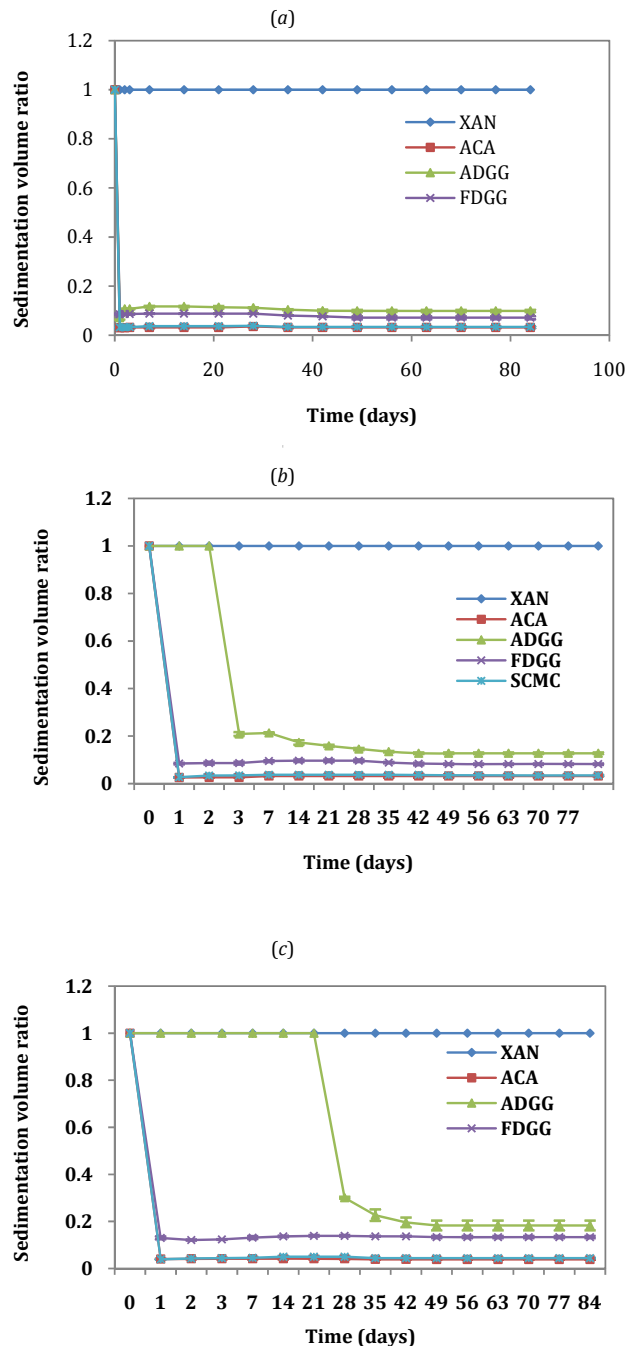 (a)
1.2
1
0.8
0.6
0.4
0.2
0
Sedimentation volume ratio
XAN
ACA
ADGG
FDGG
0 20 40 60 80 100
Time (days)
(b)
1.2
1
0.8
0.6
0.4
0.2
0
Sedimentation volume ratio
XAN
ACA
ADGG
FDGG
SCMC
0 1 2 3 7 14 21 28 35 42 49 56 63 70 77
Time (days)
(c)
1.2
1
0.8
0.6
0.4
0.2
0
Sedimentation volume ratio
XAN
ACA
ADGG
FDGG
0 1 2 3 7 14 21 28 35 42 49 56 63 70 77 84
Time (days)